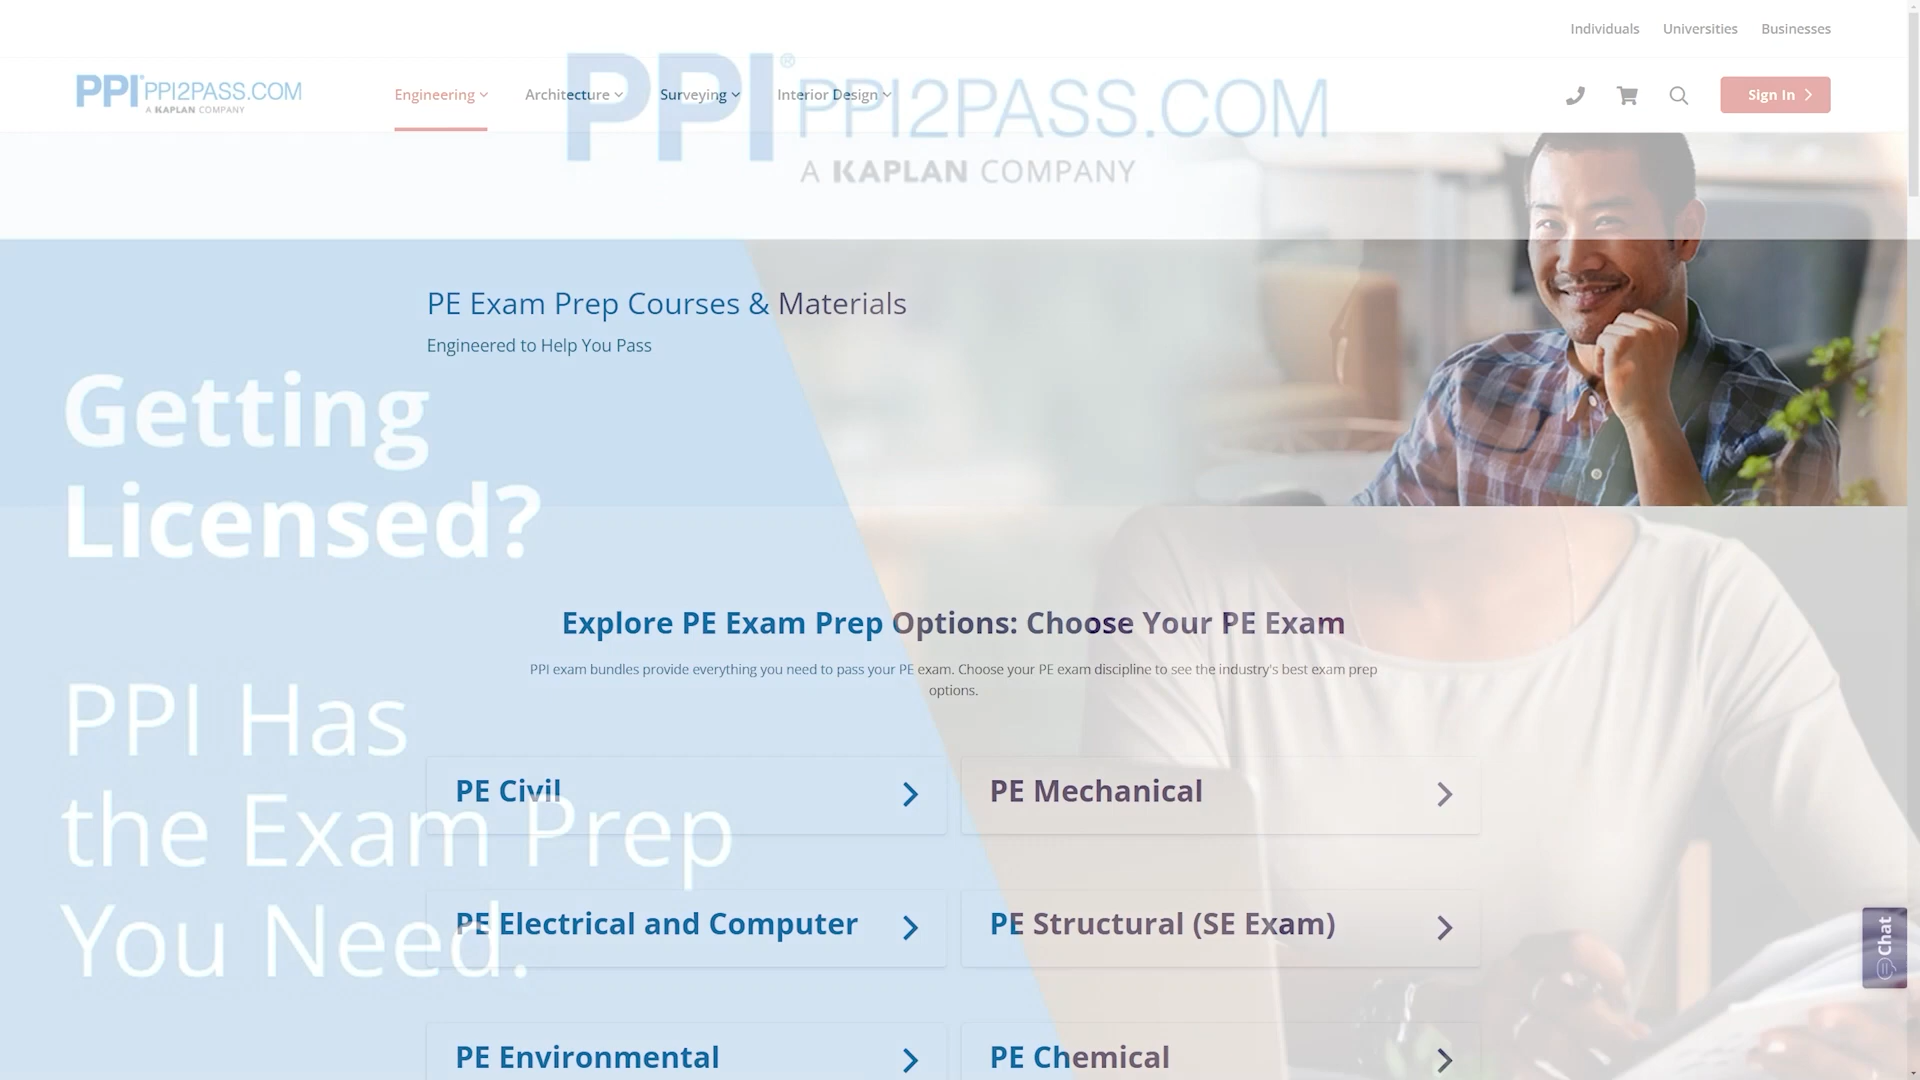 Individuals Universities Businesses
PPI® PPI2PASS.COM
A KAPLAN COMPANY
Engineering Architecture Surveying Interior Design
Sign In
PPI® PPI2PASS.COM
A KAPLAN COMPANY
PE Exam Prep Courses & Materials
Engineered to Help You Pass
Getting
Licensed?
PPI Has
the Exam Prep
You Need.
Explore PE Exam Prep Options: Choose Your PE Exam
PPI exam bundles provide everything you need to pass your PE exam. Choose your PE exam discipline to see the industry's best exam prep
options.
PE Civil
PE Mechanical
PE Electrical and Computer
PE Structural (SE Exam)
PE Environmental
PE Chemical
Chat